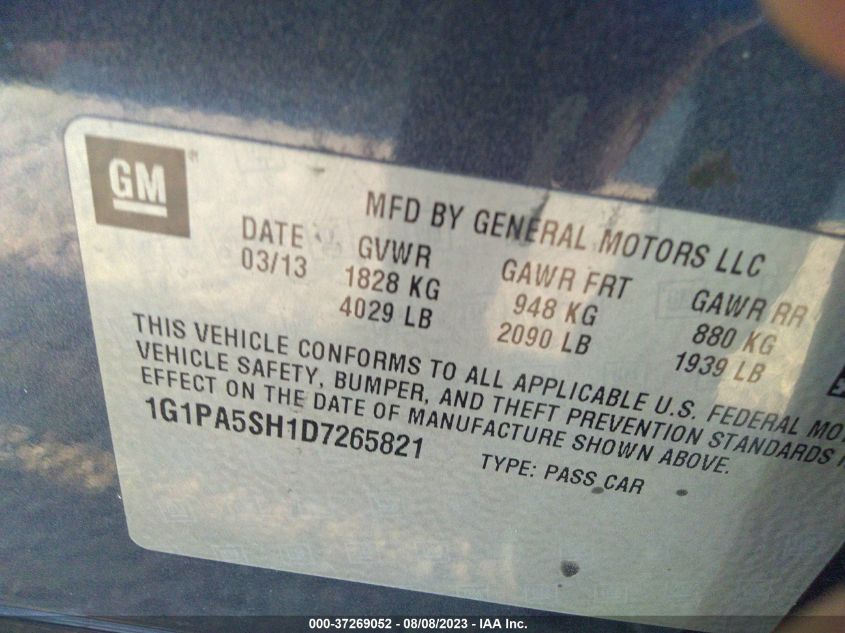 GM
MFD BY GENERAL MOTORS LLC
DATE GVWR GAWR FRT GAWR RR
03/13 1828 KG 948 KG 880 KG
4029 LB 2090 LB 1939 LB
THIS VEHICLE CONFORMS TO ALL APPLICABLE U.S. FEDERAL
VEHICLE SAFETY, BUMPER, AND THEFT PREVENTION STANDARDS
EFFECT ON THE DATE OF MANUFACTURE SHOWN ABOVE.
1G1PA5SH1D7265821 TYPE: PASS CAR
000-37269052 - 08/08/2023 - IAA Inc.